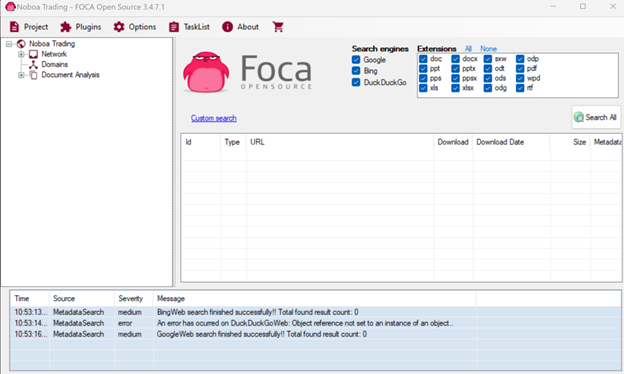 Noboa Trading - FOCA Open Source 3.4.7.1
Project Plugins Options TaskList About
Noboa Trading
Network
Domains
Document Analysis
Foca
OPENSOURCE
Search engines
Google
Bing
DuckDuckGo
Extensions All None
doc docx sxw odp
ppt pptx odt pdf
pps ppsx ods wpd
xls xlsx odg rtf
Custom search
Search All
Id Type URL Download Download Date Size Metadata
Time Source Severity Message
10:53:13... MetadataSearch medium BingWeb search finished successfully!! Total found result count: 0
10:53:14... MetadataSearch error An error has ocurred on DuckDuckGoWeb: Object reference not set to an instance of an object..
10:53:16... MetadataSearch medium GoogleWeb search finished successfully!! Total found result count: 0